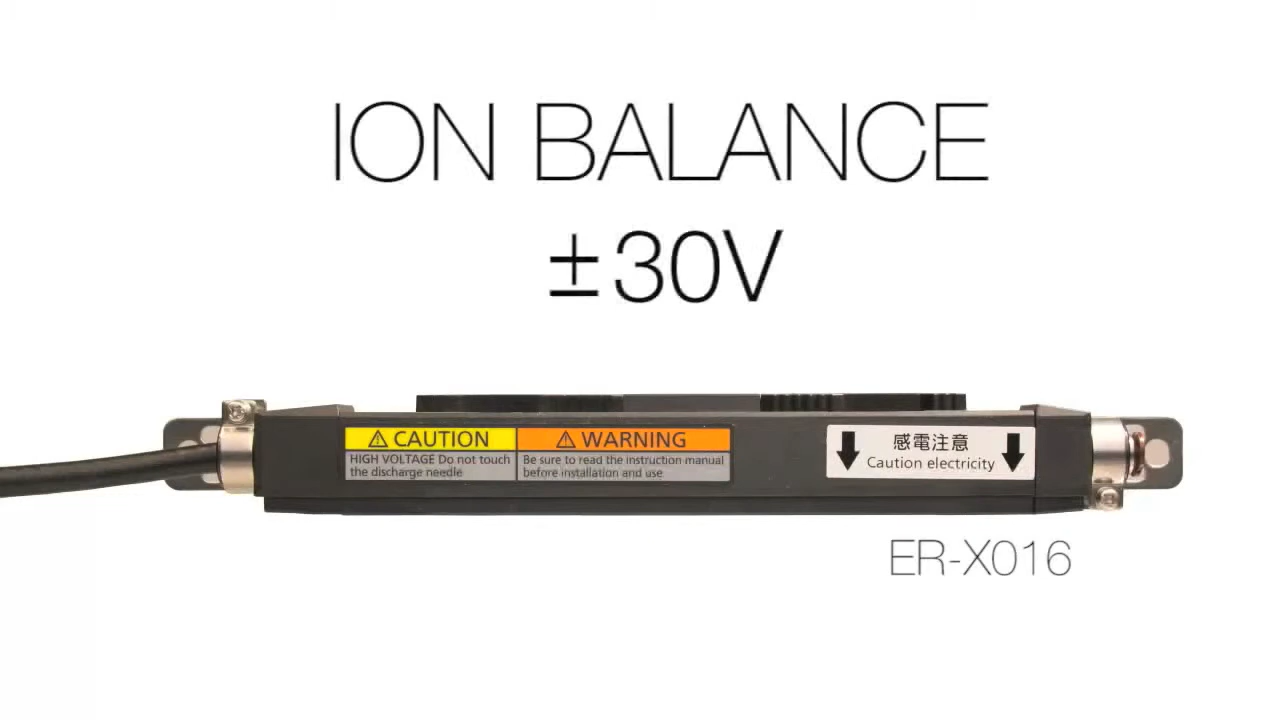 ION BALANCE
±30V
CAUTION
HIGH VOLTAGE Do not touch
the discharge needle
WARNING
Be sure to read the instruction manual
before installation and use
感電注意
Caution electricity
ER-X016